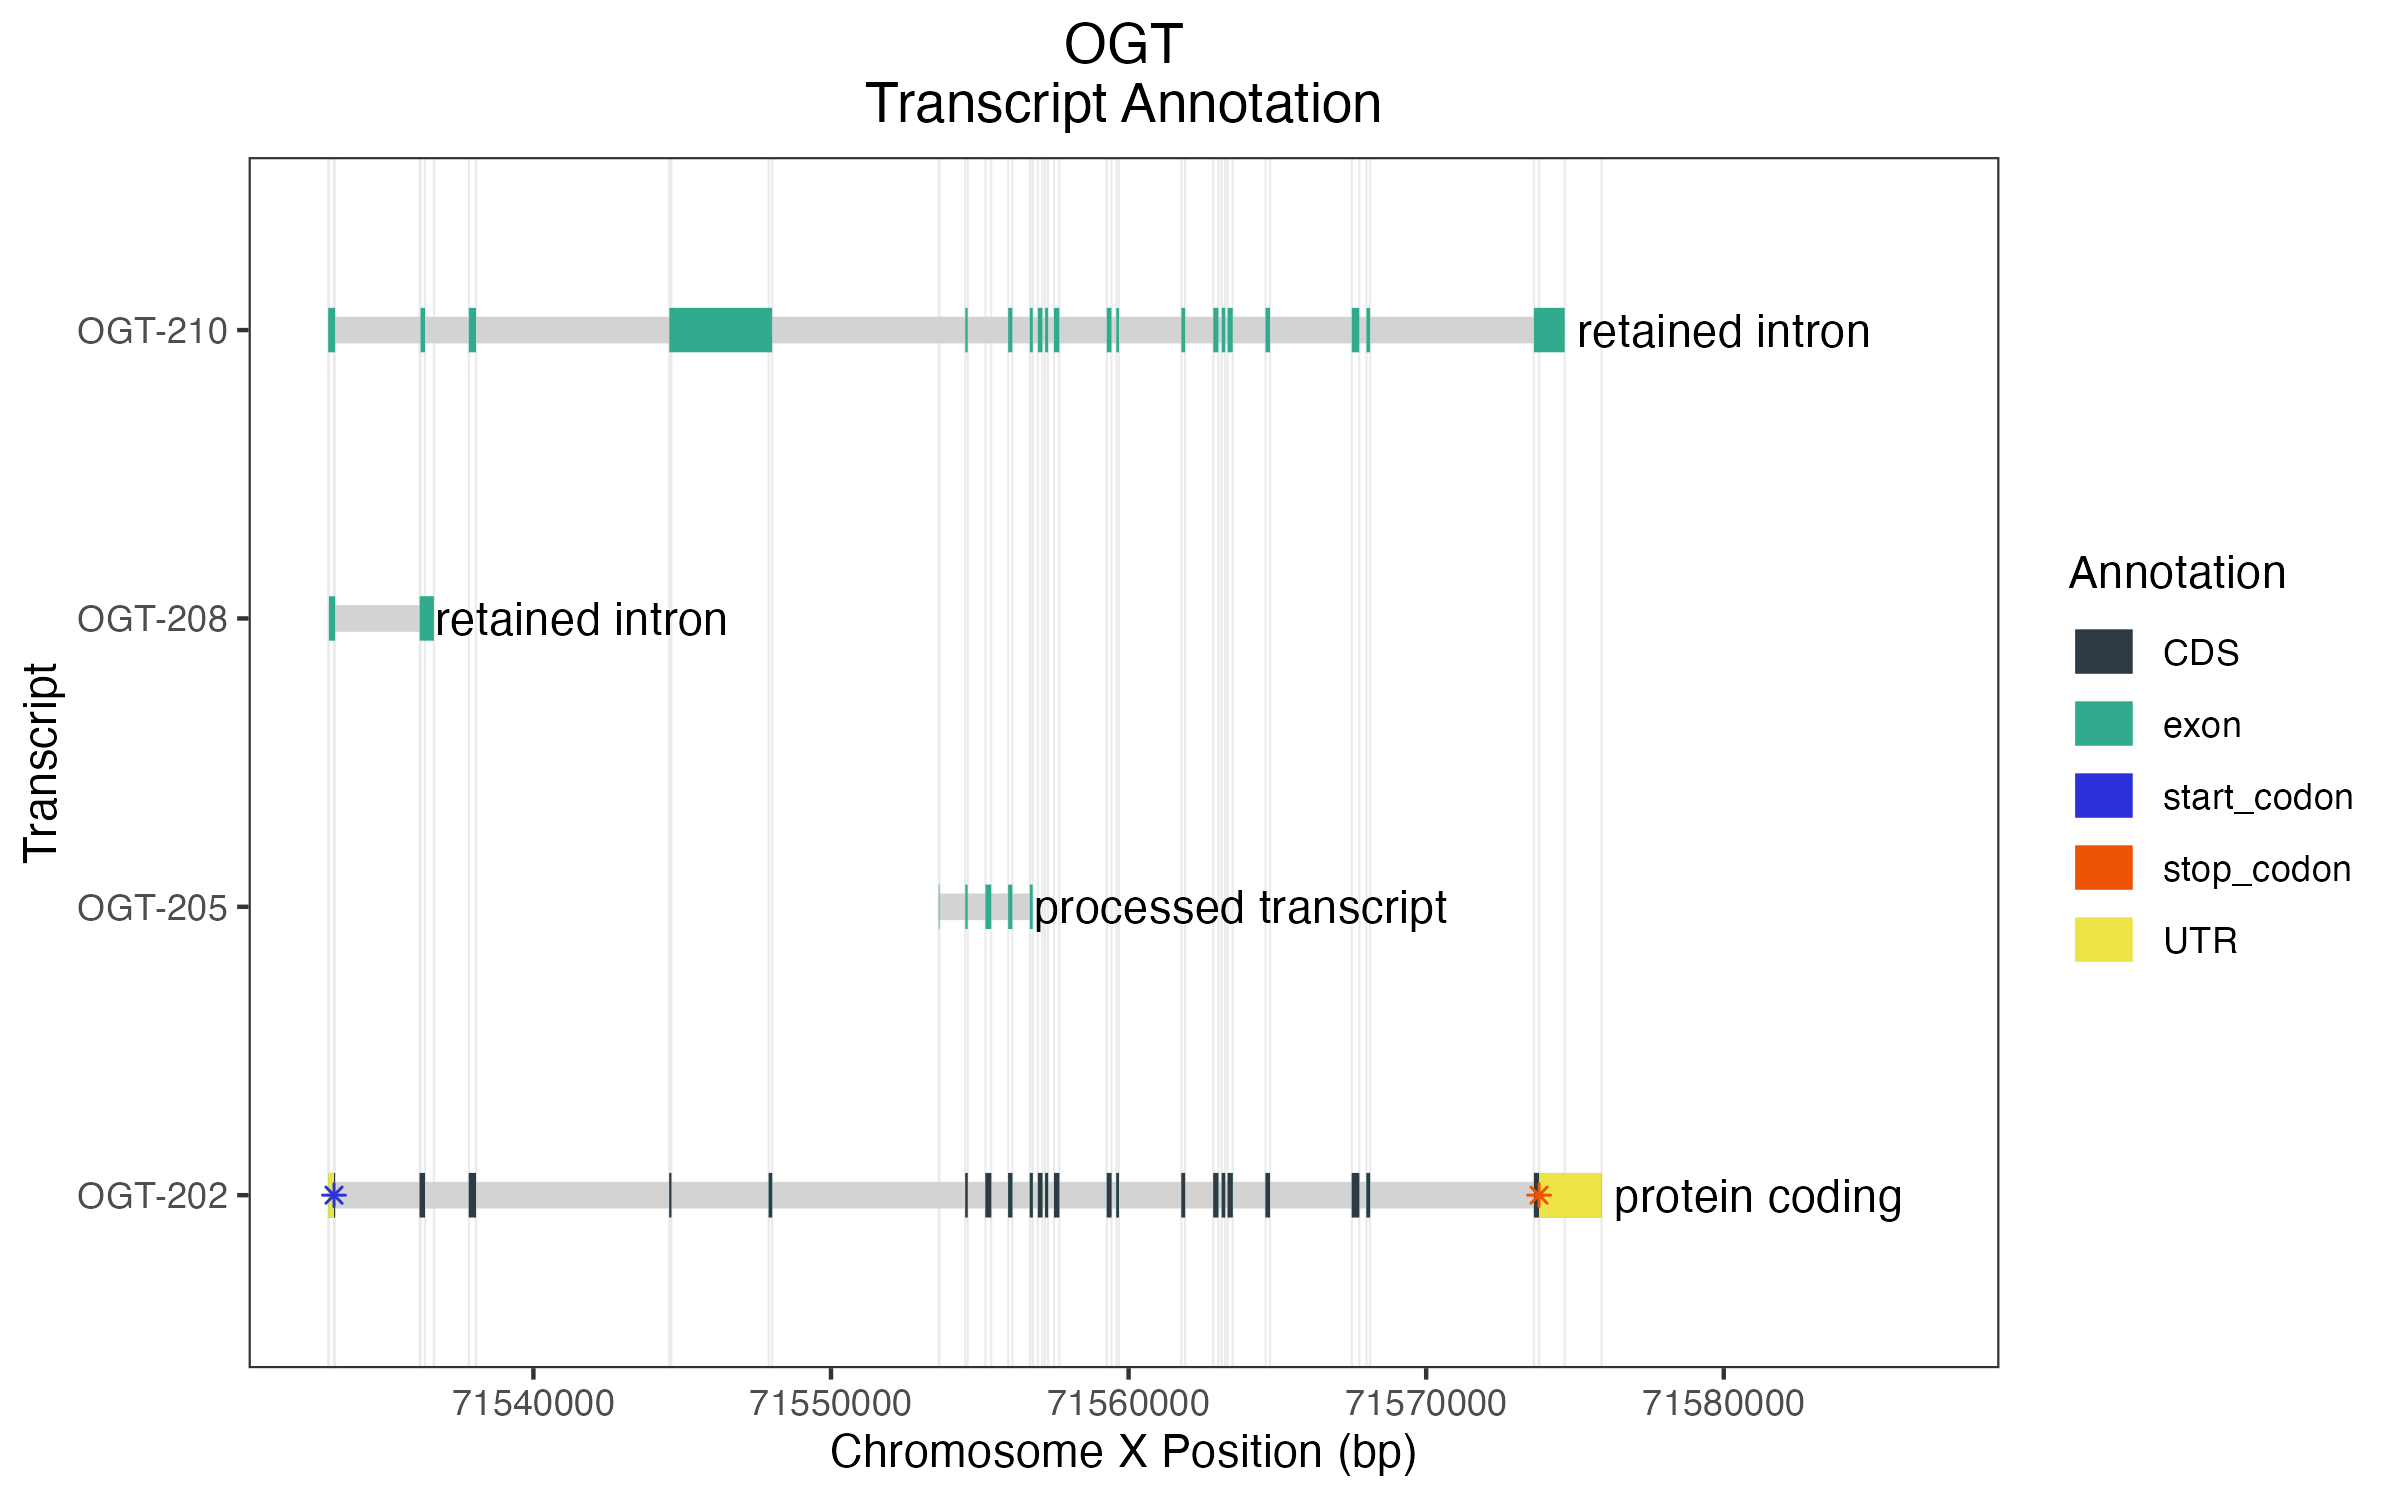 OGT
Transcript Annotation
Transcript
OGT-210
retained intron
OGT-208
retained intron
OGT-205
processed transcript
OGT-202
protein coding
71540000
71550000
71560000
71570000
71580000
Chromosome X Position (bp)
Annotation
CDS
exon
start_codon
stop_codon
UTR